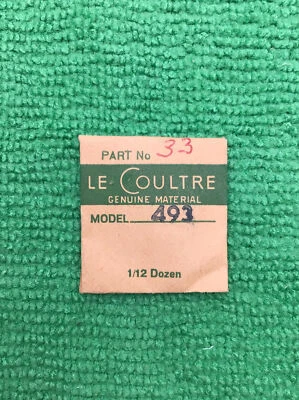 PART No 33
LE COULTRE
GENUINE MATERIAL
MODEL 493
1/12 Dozen